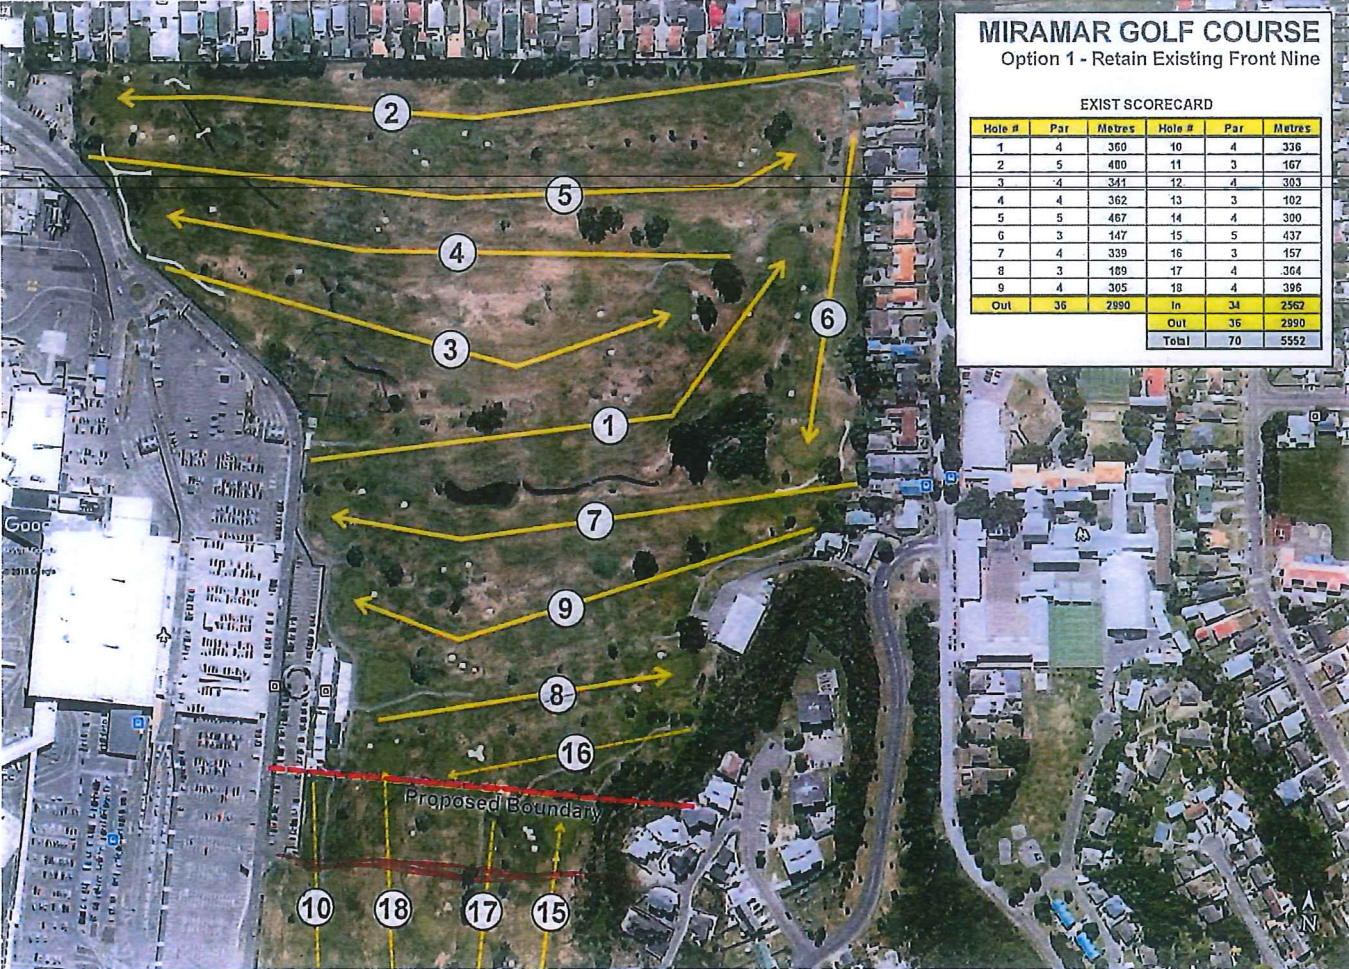 MIRAMAR GOLF COURSE
Option 1 - Retain Existing Front Nine
EXIST SCORECARD
Hole # Par Metres Hole # Par Metres
1 4 360 10 4 336
2 5 480 11 3 167
3 4 341 12 4 303
4 4 362 13 3 102
5 5 467 14 4 300
6 3 147 15 5 437
7 4 339 16 3 157
8 3 189 17 4 364
9 4 305 18 4 396
Out 36 2990 In 34 2562
Out 36 2990
Total 70 5552
2
5
4
6
3
1
7
9
8
16
Proposed Boundary
10
18
17
15
N